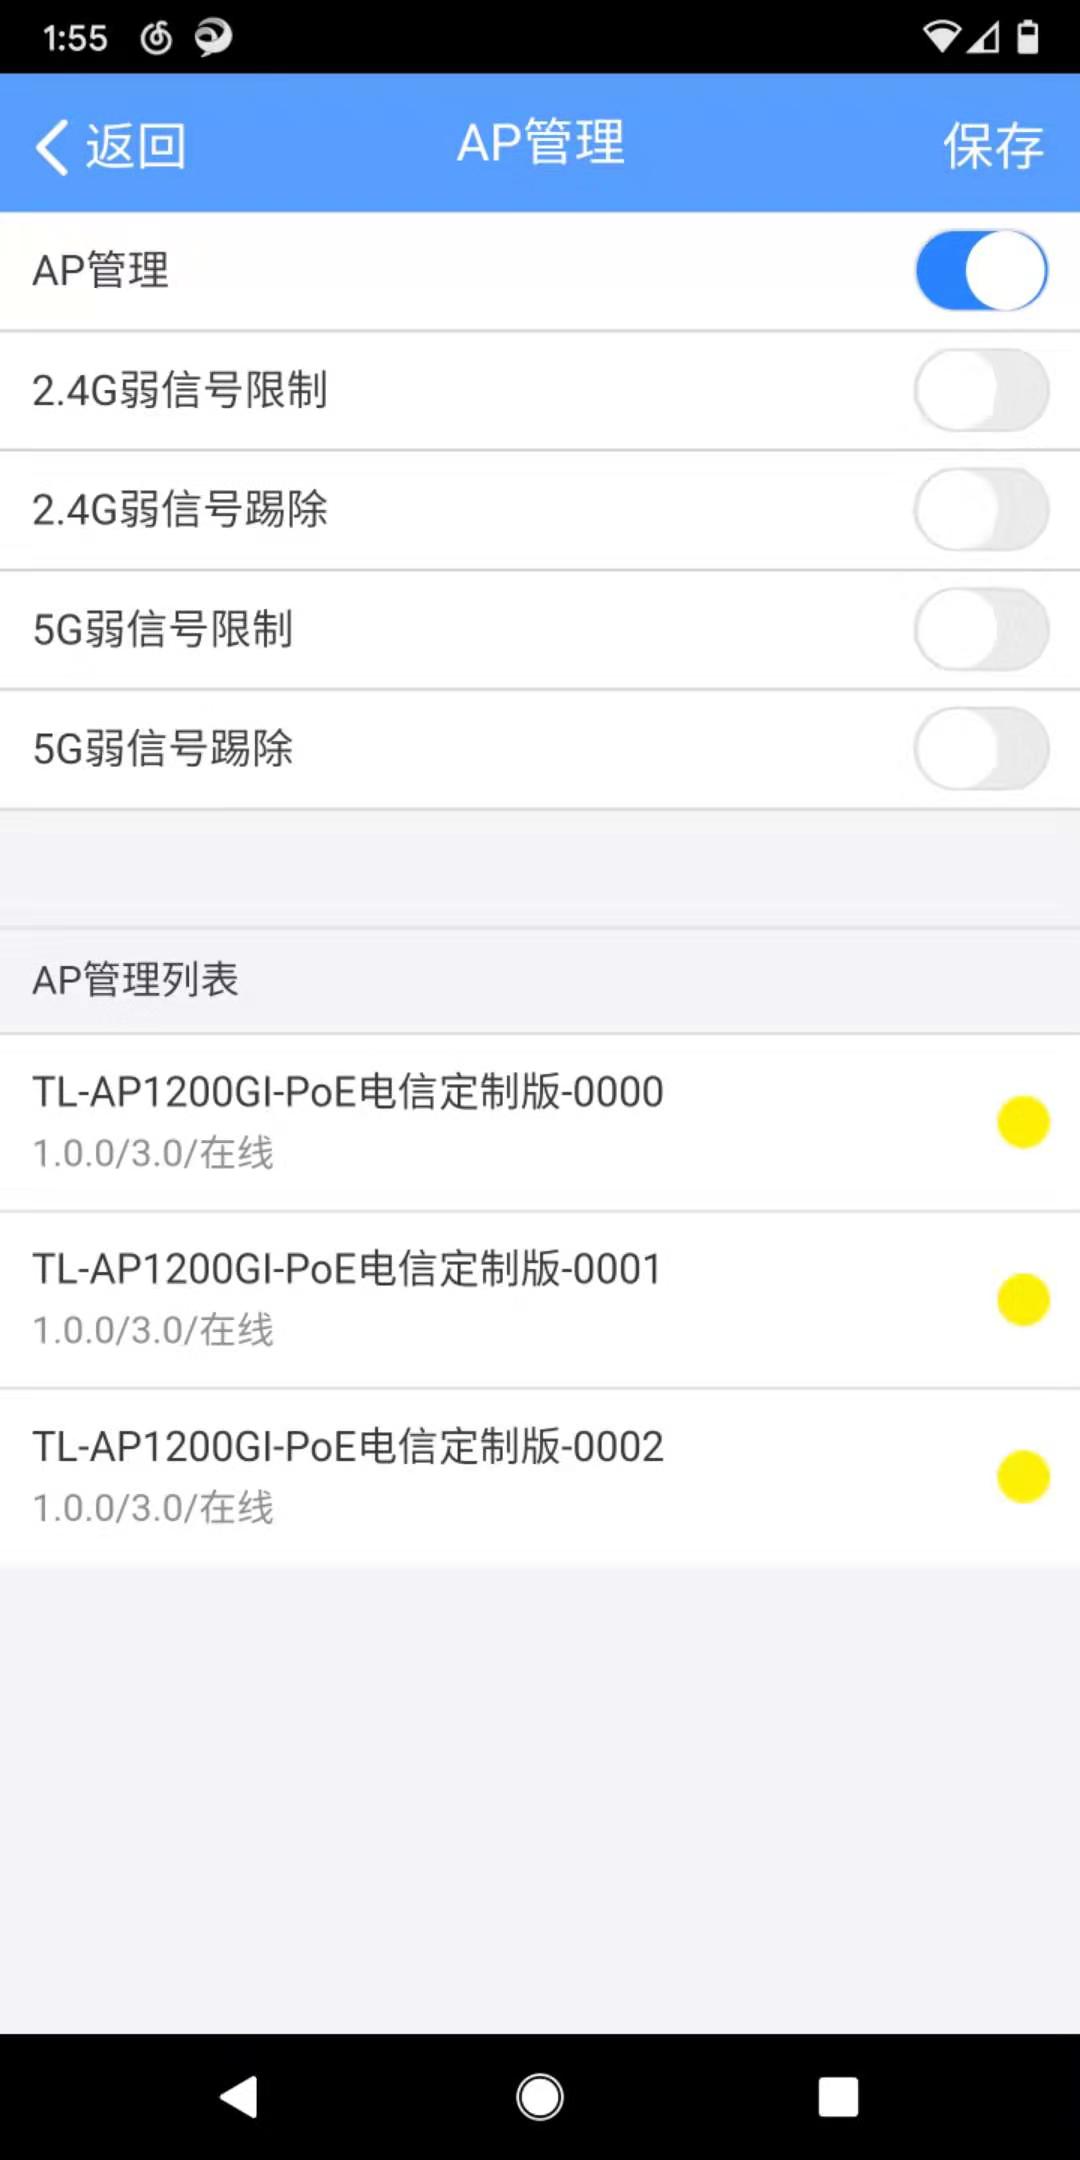 1:55
返回
AP管理
保存
AP管理
2.4G弱信号限制
2.4G弱信号踢除
5G弱信号限制
5G弱信号踢除
AP管理列表
TL-AP1200GI-PoE电信定制版-0000
1.0.0/3.0/在线
TL-AP1200GI-PoE电信定制版-0001
1.0.0/3.0/在线
TL-AP1200GI-PoE电信定制版-0002
1.0.0/3.0/在线